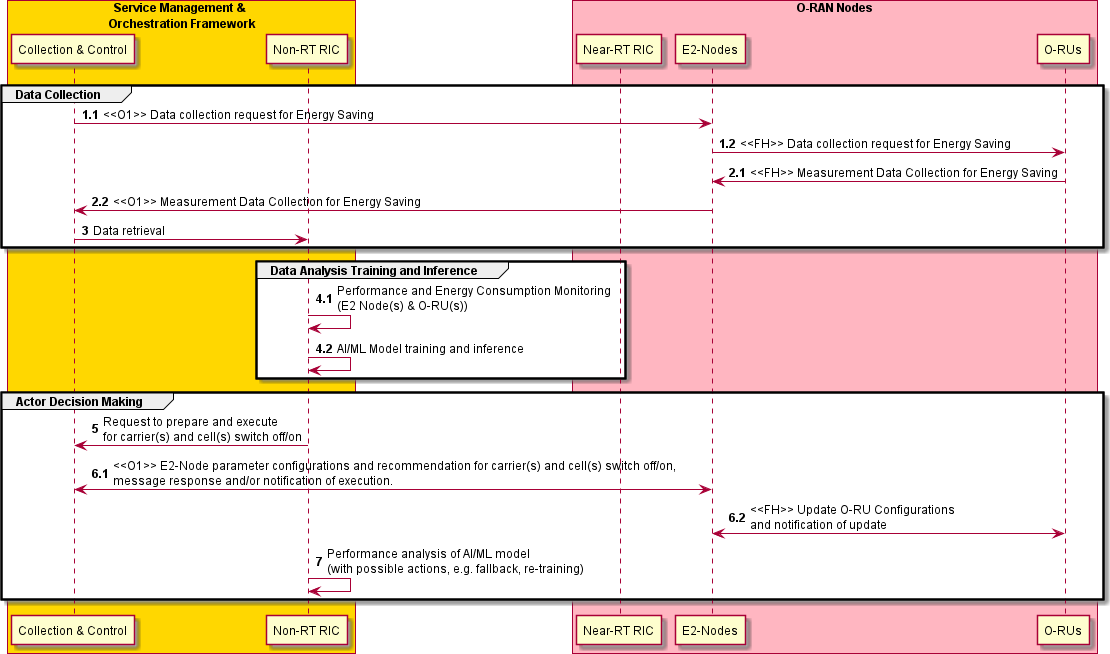 Service Management &
Orchestration Framework
O-RAN Nodes
Collection & Control
Non-RT RIC
Near-RT RIC
E2-Nodes
O-RUs
Data Collection
1.1 <<O1>> Data collection request for Energy Saving
1.2 <<FH>> Data collection request for Energy Saving
2.1 <<FH>> Measurement Data Collection for Energy Saving
2.2 <<O1>> Measurement Data Collection for Energy Saving
3 Data retrieval
Data Analysis Training and Inference
4.1 Performance and Energy Consumption Monitoring
(E2 Node(s) & O-RU(s))
4.2 AI/ML Model training and inference
Actor Decision Making
5 Request to prepare and execute
for carrier(s) and cell(s) switch off/on
6.1 <<O1>> E2-Node parameter configurations and recommendation for carrier(s) and cell(s) switch off/on,
message response and/or notification of execution.
6.2 <<FH>> Update O-RU Configurations
and notification of update
7 Performance analysis of AI/ML model
(with possible actions, e.g. fallback, re-training)
Collection & Control
Non-RT RIC
Near-RT RIC
E2-Nodes
O-RUs